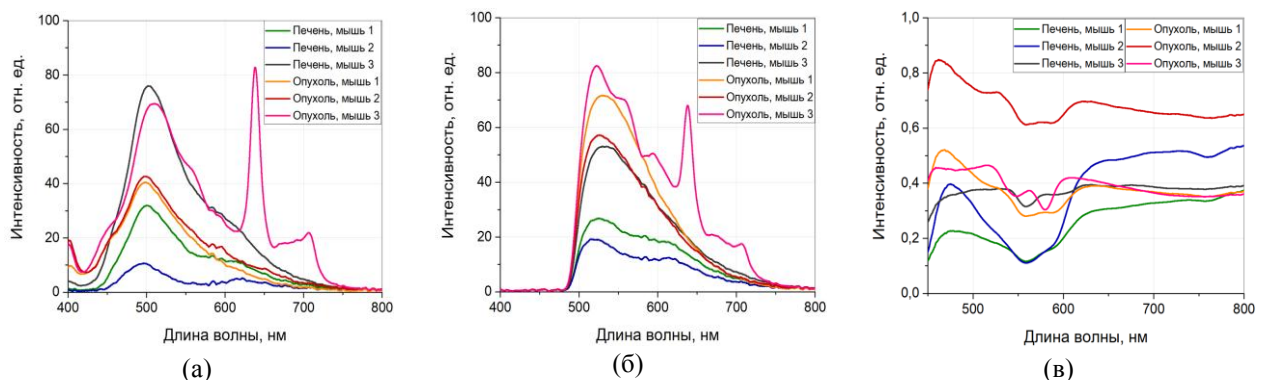 Интенсивность, отн. ед.
100
80
60
40
20
0
400 500 600 700 800
Длина волны, нм
Печень, мышь 1
Печень, мышь 2
Печень, мышь 3
Опухоль, мышь 1
Опухоль, мышь 2
Опухоль, мышь 3
(а)
Интенсивность, отн. ед.
100
80
60
40
20
0
400 500 600 700 800
Длина волны, нм
Печень, мышь 1
Печень, мышь 2
Печень, мышь 3
Опухоль, мышь 1
Опухоль, мышь 2
Опухоль, мышь 3
(б)
Интенсивность, отн. ед.
1,0
0,8
0,6
0,4
0,2
0,0
500 600 700 800
Длина волны, нм
Печень, мышь 1 Опухоль, мышь 1
Печень, мышь 2 Опухоль, мышь 2
Печень, мышь 3 Опухоль, мышь 3
(в)